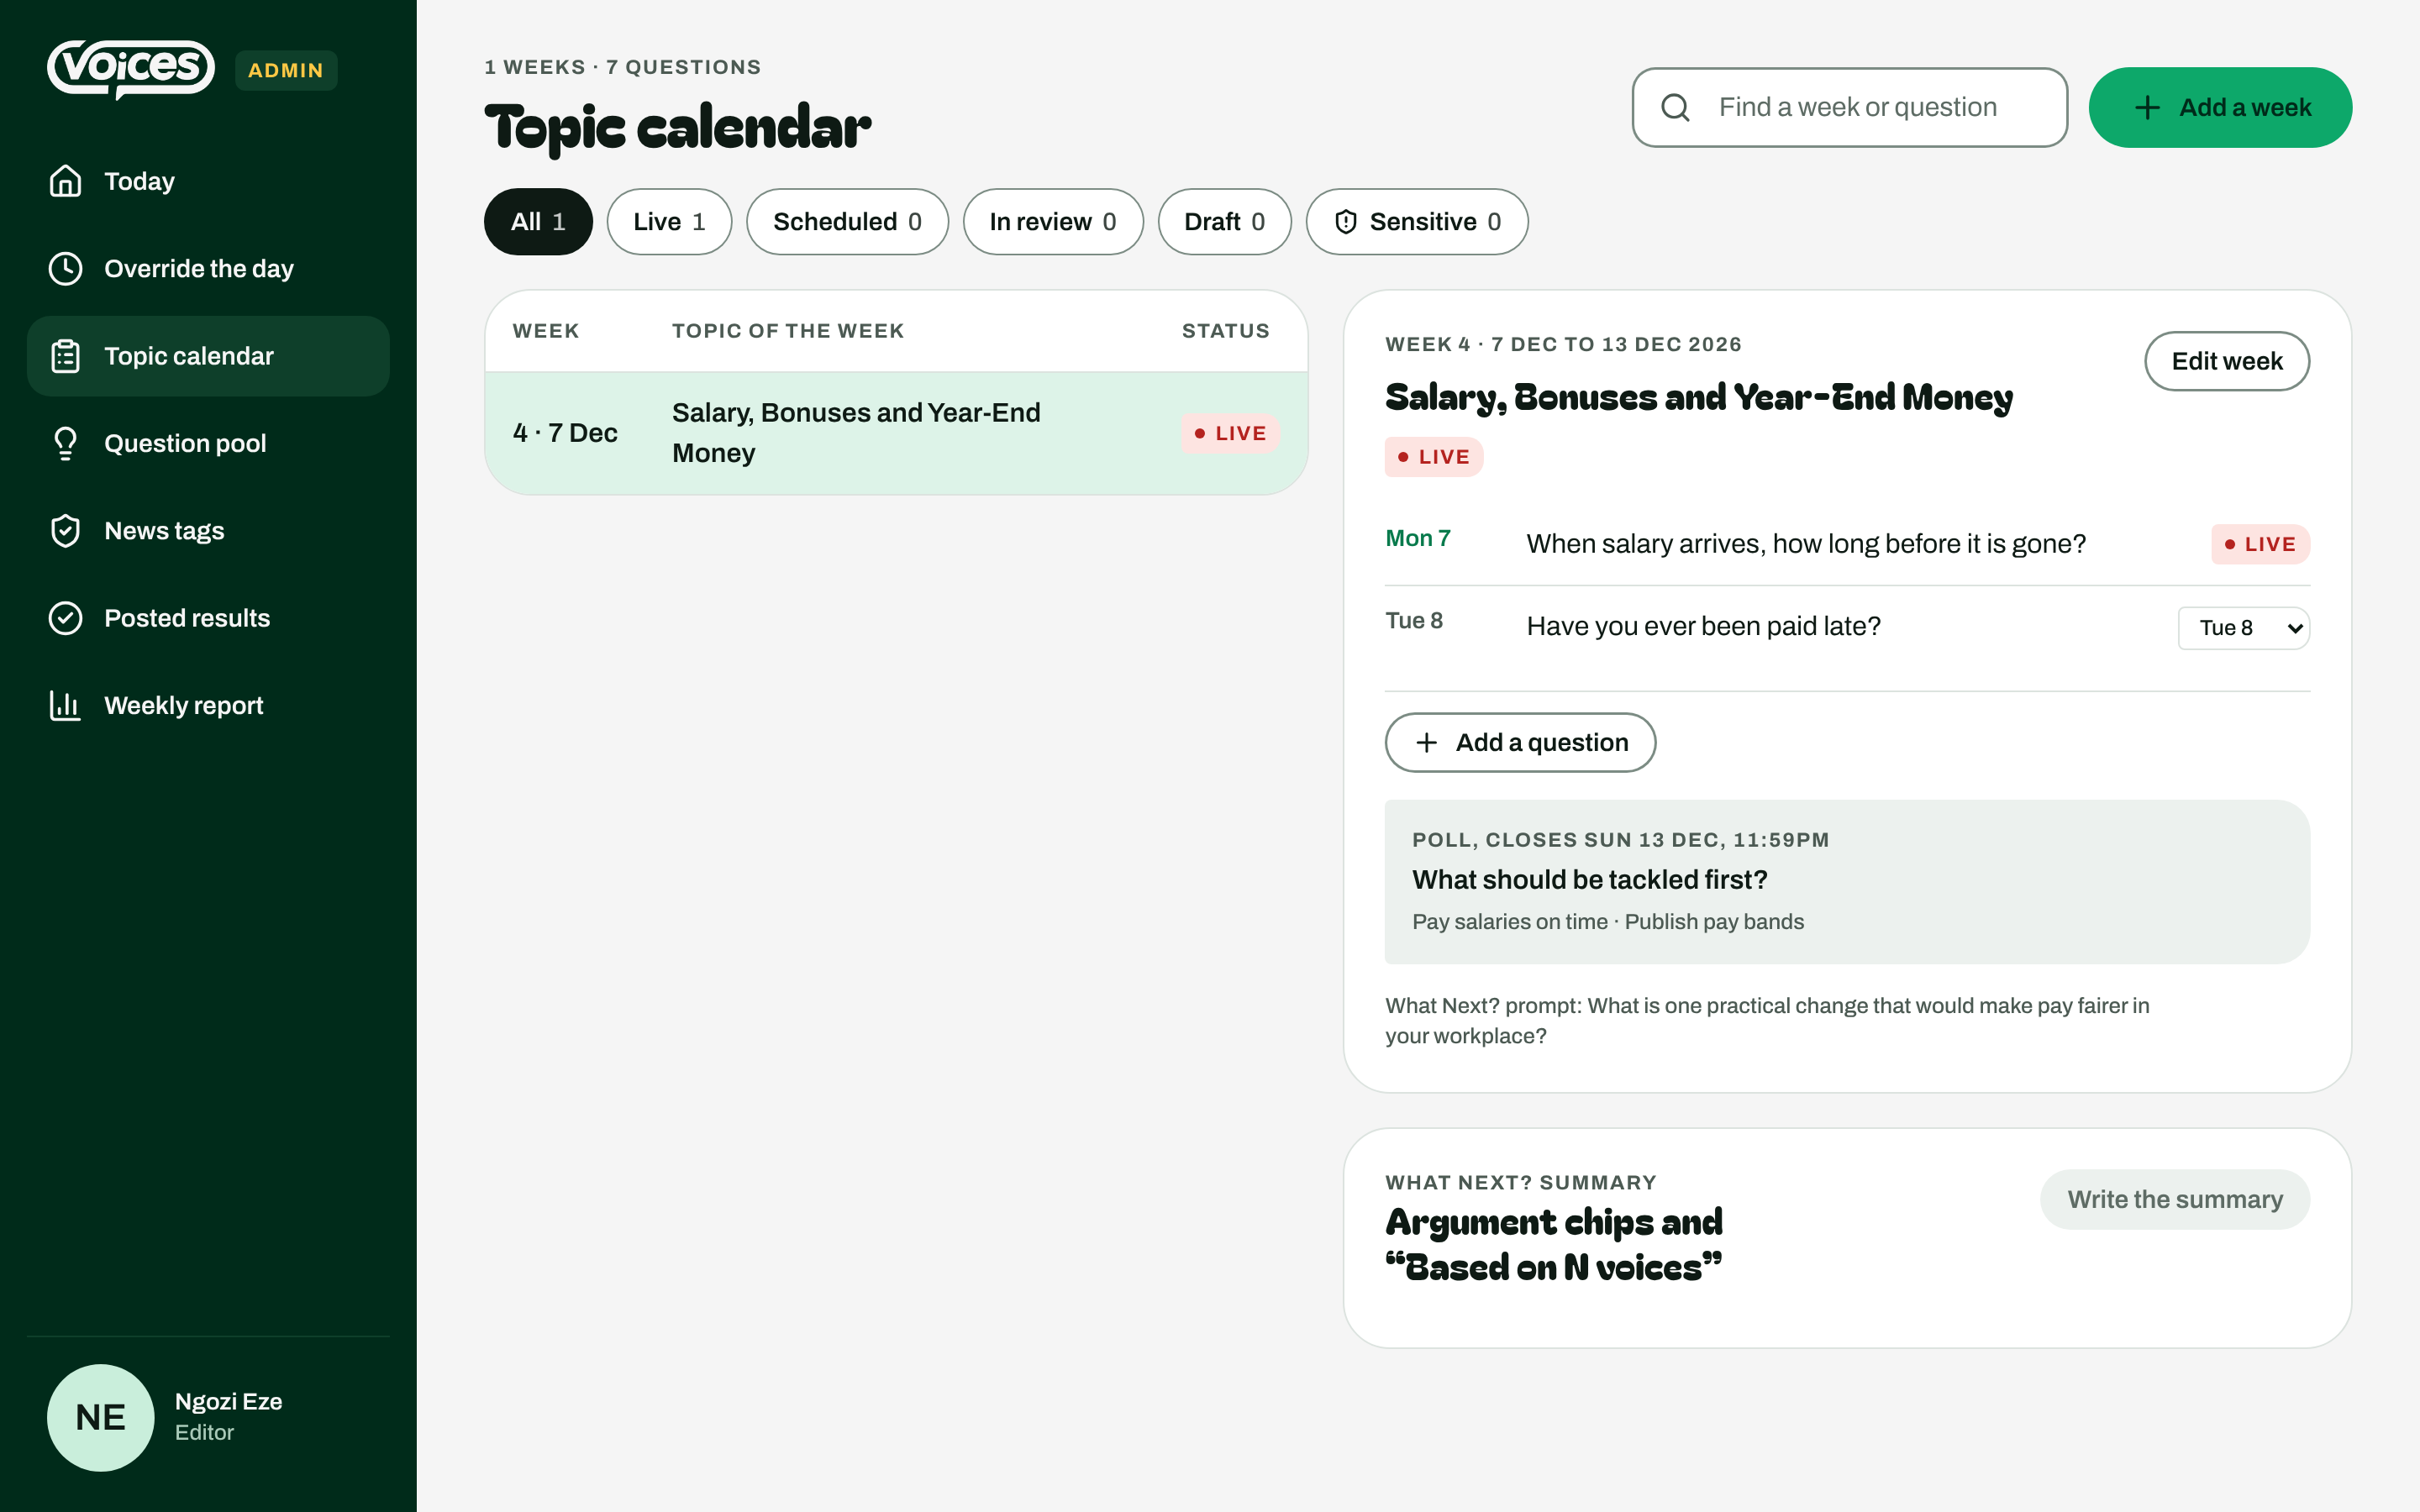 voices
ADMIN
Today
Override the day
Topic calendar
Question pool
News tags
Posted results
Weekly report
NE
Ngozi Eze
Editor
1 WEEKS · 7 QUESTIONS
Topic calendar
Find a week or question
Add a week
All 1
Live 1
Scheduled 0
In review 0
Draft 0
Sensitive 0
WEEK TOPIC OF THE WEEK STATUS
4 · 7 Dec
Salary, Bonuses and Year-End
Money
LIVE
WEEK 4 · 7 DEC TO 13 DEC 2026
Edit week
Salary, Bonuses and Year-End Money
LIVE
Mon 7 When salary arrives, how long before it is gone? LIVE
Tue 8 Have you ever been paid late? Tue 8
Add a question
POLL, CLOSES SUN 13 DEC, 11:59PM
What should be tackled first?
Pay salaries on time · Publish pay bands
What Next? prompt: What is one practical change that would make pay fairer in
your workplace?
WHAT NEXT? SUMMARY
Write the summary
Argument chips and
“Based on N voices”